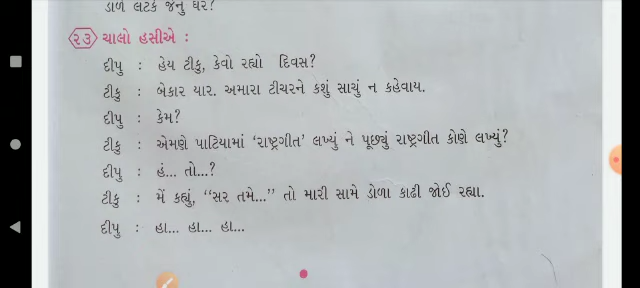 ડાળે લટકે જેનુ ઘર?
૨૩ ચાલો હસીએ :
દીપુ : હેય ટીકુ, કેવો રહ્યો દિવસ?
ટીકુ : બેકાર યાર. અમારા ટીચરને કશું સાચું ન કહેવાય.
દીપુ : કેમ?
ટીકુ : એમણે પાટિયામાં ‘રાષ્ટ્રગીત’ લખ્યું ને પૂછ્યું રાષ્ટ્રગીત કોણે લખ્યું?
દીપુ : હં... તો...?
ટીકુ : મેં કહ્યું, “સર તમે...” તો મારી સામે ડોળા કાઢી જોઈ રહ્યા.
દીપુ : હા... હા... હા...